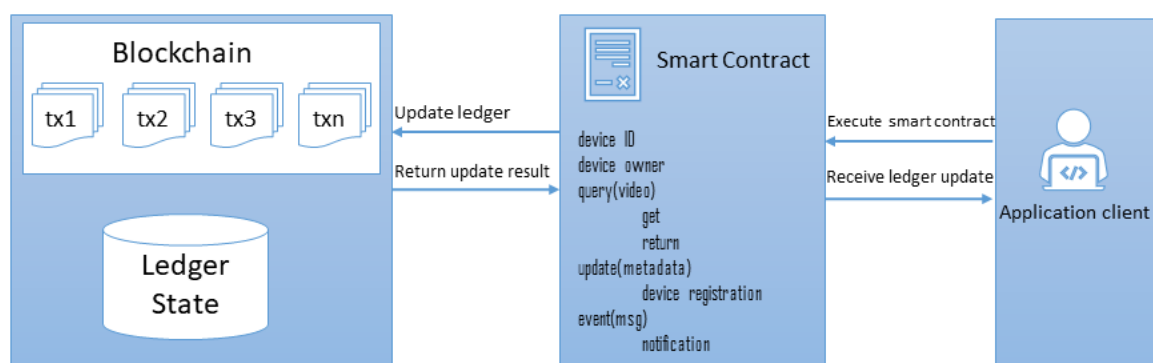 Blockchain
tx1
tx2
tx3
txn
Ledger
State
Update ledger
Return update result
Smart Contract
device ID
device owner
query(video)
get
return
update(metadata)
device registration
event(msg)
notification
Execute smart contract
Receive ledger update
</>
Application client